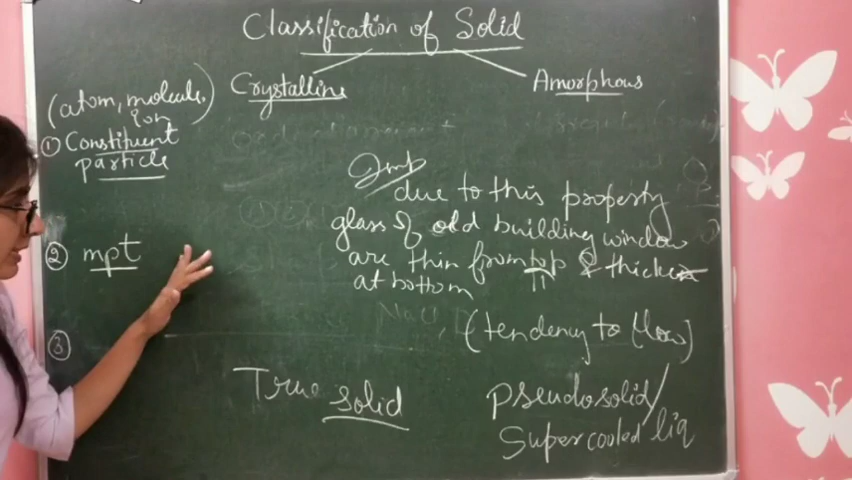 Classification of Solid
Crystalline
Amorphous
(atom, molecule,
ion)
① Constituent
particle
Imp
due to this property
glass of old building window
are thin from top & thicker
at bottom
② mpt
(tendency to flow)
③
True solid
Pseudosolid/
Supercooled liq